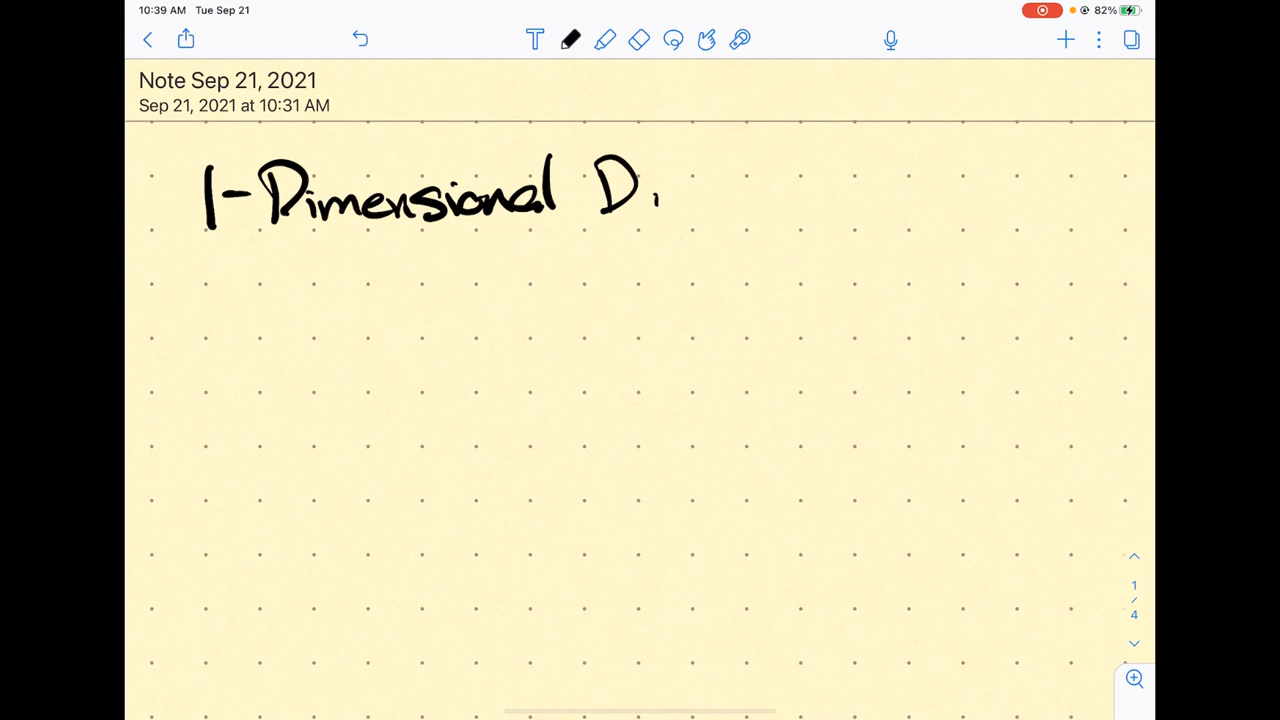 10:39 AM Tue Sep 21
82%
Note Sep 21, 2021
Sep 21, 2021 at 10:31 AM
1-Dimensional Di
1
/
4